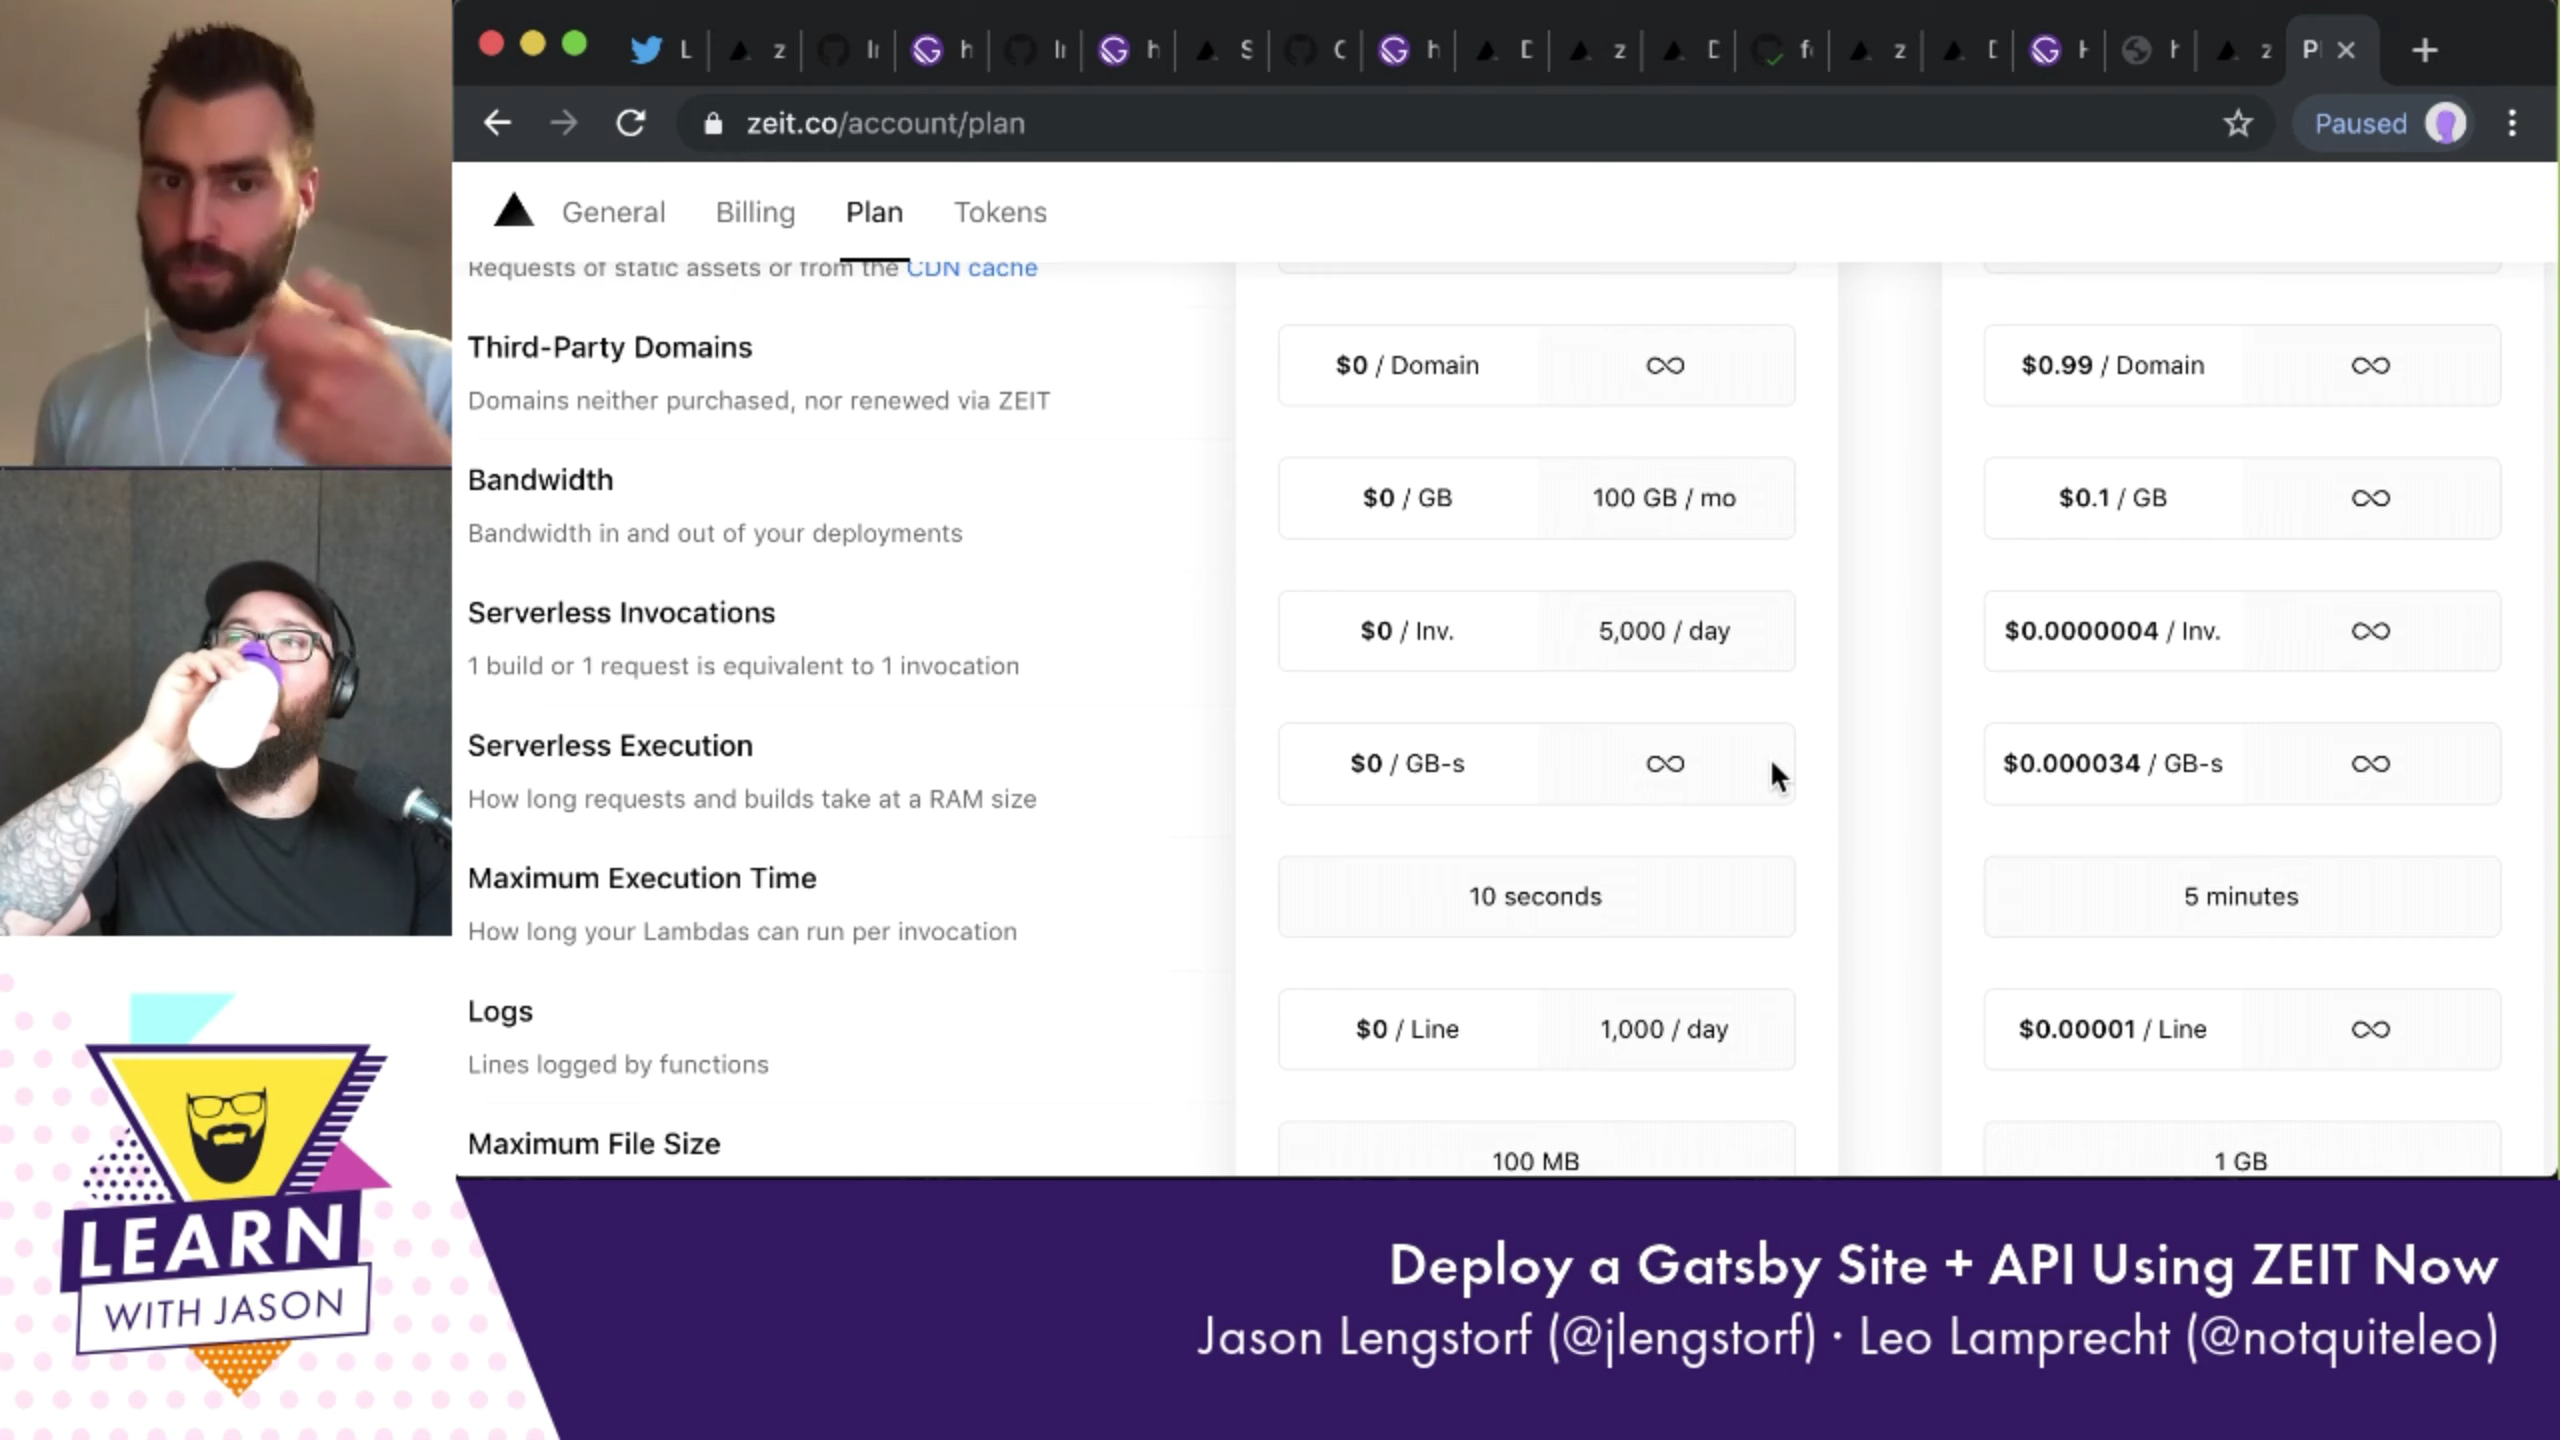 L z Ir h Ir h S C h D z D f z D H h z P
zeit.co/account/plan
Paused
General Billing Plan Tokens
Requests of static assets or from the CDN cache
Third-Party Domains
$0 / Domain ∞ $0.99 / Domain ∞
Domains neither purchased, nor renewed via ZEIT
Bandwidth
$0 / GB 100 GB / mo $0.1 / GB ∞
Bandwidth in and out of your deployments
Serverless Invocations
$0 / Inv. 5,000 / day $0.0000004 / Inv. ∞
1 build or 1 request is equivalent to 1 invocation
Serverless Execution
$0 / GB-s ∞ $0.000034 / GB-s ∞
How long requests and builds take at a RAM size
Maximum Execution Time
10 seconds 5 minutes
How long your Lambdas can run per invocation
Logs
$0 / Line 1,000 / day $0.00001 / Line ∞
Lines logged by functions
Maximum File Size
100 MB 1 GB
LEARN
WITH JASON
Deploy a Gatsby Site + API Using ZEIT Now
Jason Lengstorf (@jlengstorf) · Leo Lamprecht (@notquiteleo)